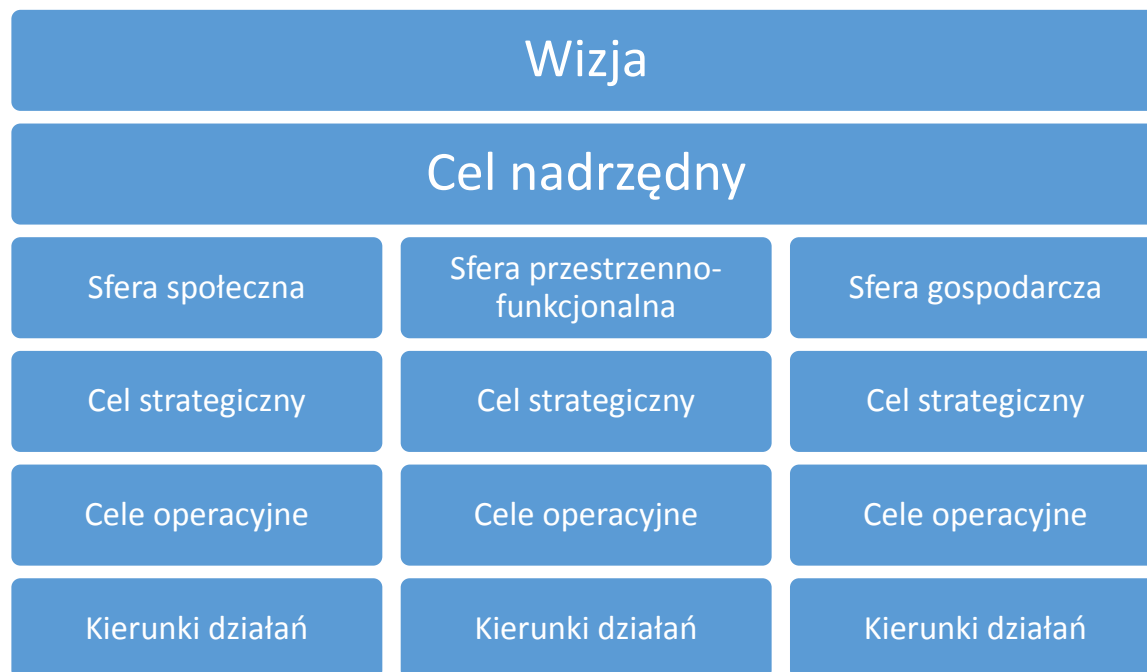 Wizja
Cel nadrzędny
Sfera społeczna
Sfera przestrzenno-
funkcjonalna
Sfera gospodarcza
Cel strategiczny
Cel strategiczny
Cel strategiczny
Cele operacyjne
Cele operacyjne
Cele operacyjne
Kierunki działań
Kierunki działań
Kierunki działań